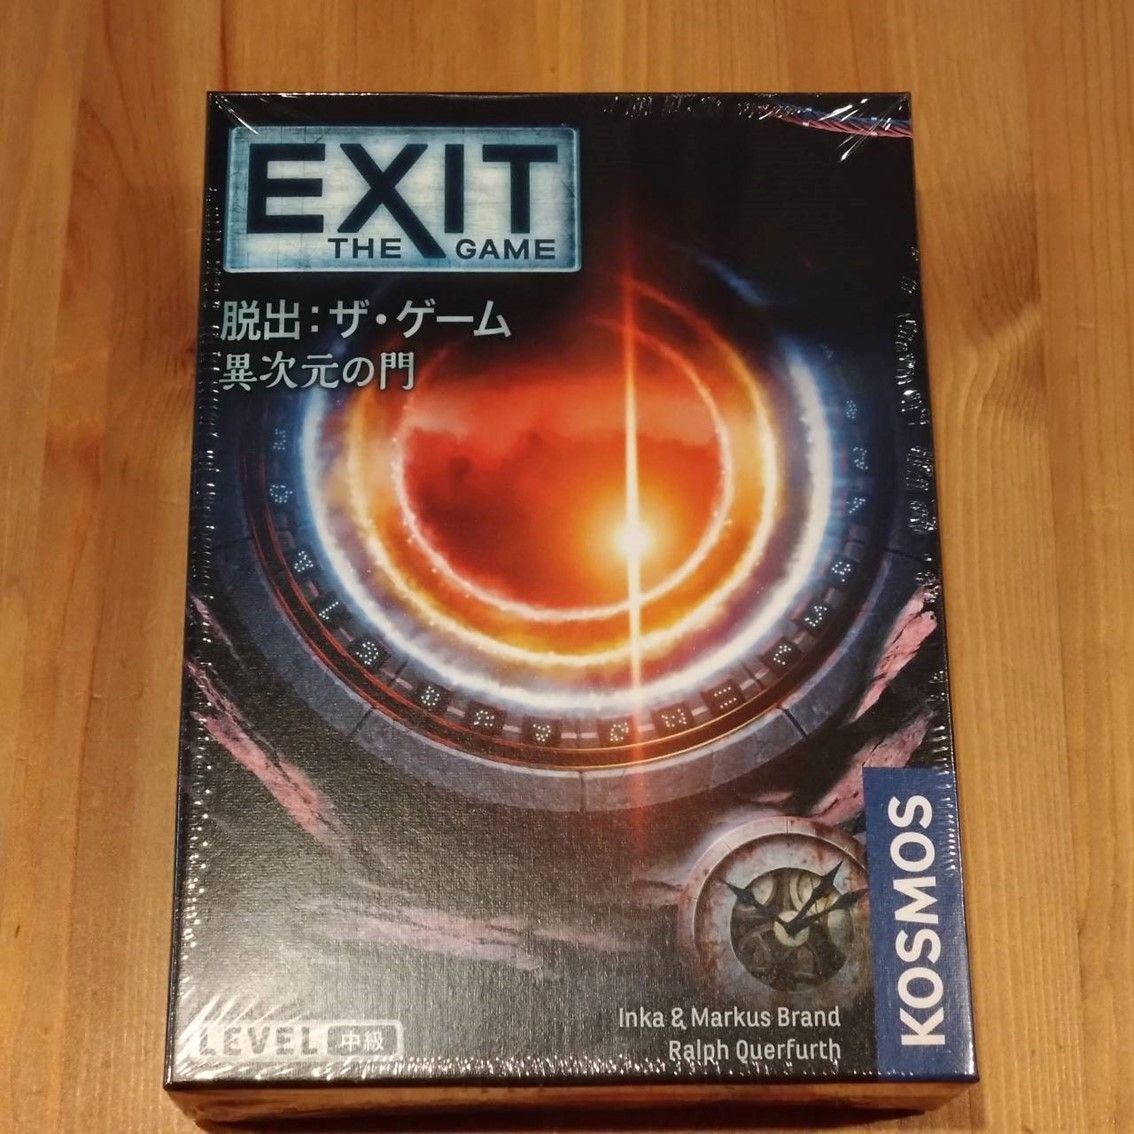 EXIT
THE GAME
脱出：ザ・ゲーム
異次元の門
KOSMOS
Inka & Markus Brand
Ralph Querfurth
LEVEL 中級